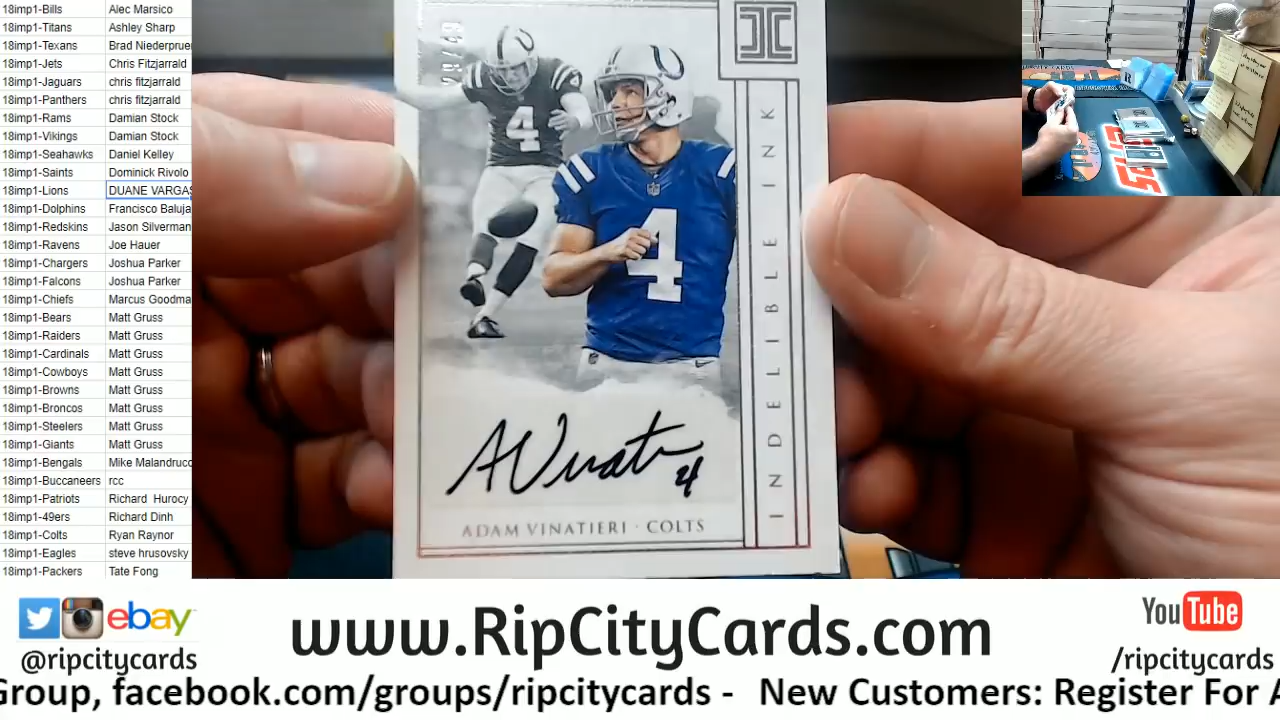 18imp1-Bills Alec Marsico
18imp1-Titans Ashley Sharp
18imp1-Texans Brad Niederprue
18imp1-Jets Chris Fitzjarrald
18imp1-Jaguars chris fitzjarrald
18imp1-Panthers chris fitzjarrald
18imp1-Rams Damian Stock
18imp1-Vikings Damian Stock
18imp1-Seahawks Daniel Kelley
18imp1-Saints Dominick Rivolo
18imp1-Lions DUANE VARGAS
18imp1-Dolphins Francisco Baluja
18imp1-Redskins Jason Silverman
18imp1-Ravens Joe Hauer
18imp1-Chargers Joshua Parker
18imp1-Falcons Joshua Parker
18imp1-Chiefs Marcus Goodma
18imp1-Bears Matt Gruss
18imp1-Raiders Matt Gruss
18imp1-Cardinals Matt Gruss
18imp1-Cowboys Matt Gruss
18imp1-Browns Matt Gruss
18imp1-Broncos Matt Gruss
18imp1-Steelers Matt Gruss
18imp1-Giants Matt Gruss
18imp1-Bengals Mike Malandrucc
18imp1-Buccaneers rcc
18imp1-Patriots Richard Hurocy
18imp1-49ers Richard Dinh
18imp1-Colts Ryan Raynor
18imp1-Eagles steve hrusovsky
18imp1-Packers Tate Fong
4
4
INDELIBLE INK
AVinati 4
ADAM VINATIERI · COLTS
ebay
@ripcitycards
www.RipCityCards.com
YouTube
/ripcitycards
Group, facebook.com/groups/ripcitycards - New Customers: Register For A